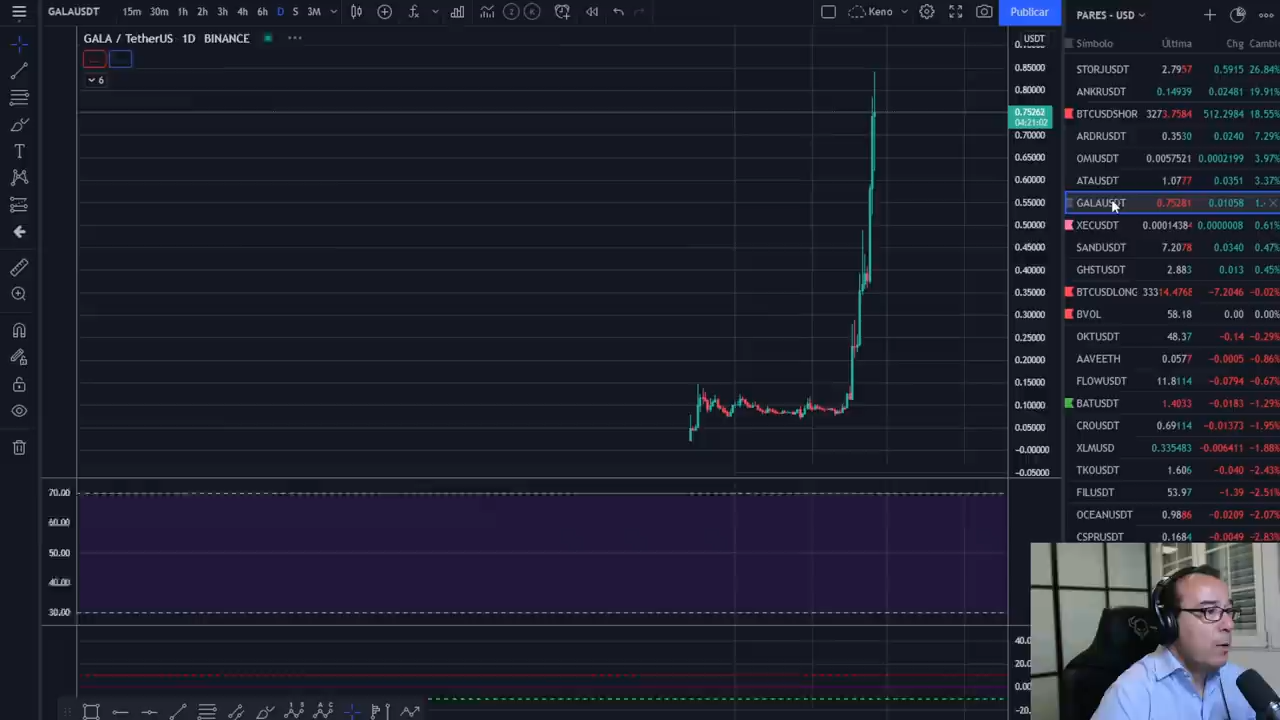 GALAUSDT 15m 30m 1h 2h 3h 4h 6h D S 3M Keno Publicar PARES - USD
GALA / TetherUS 1D BINANCE
6
USDT
0.85000
0.80000
0.75262
04:21:02
0.70000
0.65000
0.60000
0.55000
0.50000
0.45000
0.40000
0.35000
0.30000
0.25000
0.20000
0.15000
0.10000
0.05000
-0.00000
-0.05000
70.00
60.00
50.00
40.00
30.00
40.0
20.0
0.00
-20.0
Símbolo Última Chg Cambio
STORJUSDT 2.7957 0.5915 26.84%
ANKRUSDT 0.14939 0.02481 19.91%
BTCUSDSHOR 3273.7584 512.2984 18.55%
ARDRUSDT 0.3530 0.0240 7.29%
OMIUSDT 0.0057521 0.0002199 3.97%
ATAUSDT 1.0777 0.0351 3.37%
GALAUSDT 0.75281 0.01058 1.
XECUSDT 0.0001438 0.0000008 0.61%
SANDUSDT 7.2078 0.0340 0.47%
GHSTUSDT 2.883 0.013 0.45%
BTCUSDLONG 33314.4768 -7.2046 -0.02%
BVOL 58.18 0.00 0.00%
OKTUSDT 48.37 -0.14 -0.29%
AAVEETH 0.0577 -0.0005 -0.86%
FLOWUSDT 11.8114 -0.0794 -0.67%
BATUSDT 1.4033 -0.0183 -1.29%
CROUSDT 0.69114 -0.01373 -1.95%
XLMUSD 0.335483 -0.006411 -1.88%
TKOUSDT 1.606 -0.040 -2.43%
FILUSDT 53.97 -1.39 -2.51%
OCEANUSDT 0.9886 -0.0209 -2.07%
CSPRUSDT 0.1684 -0.0049 -2.83%